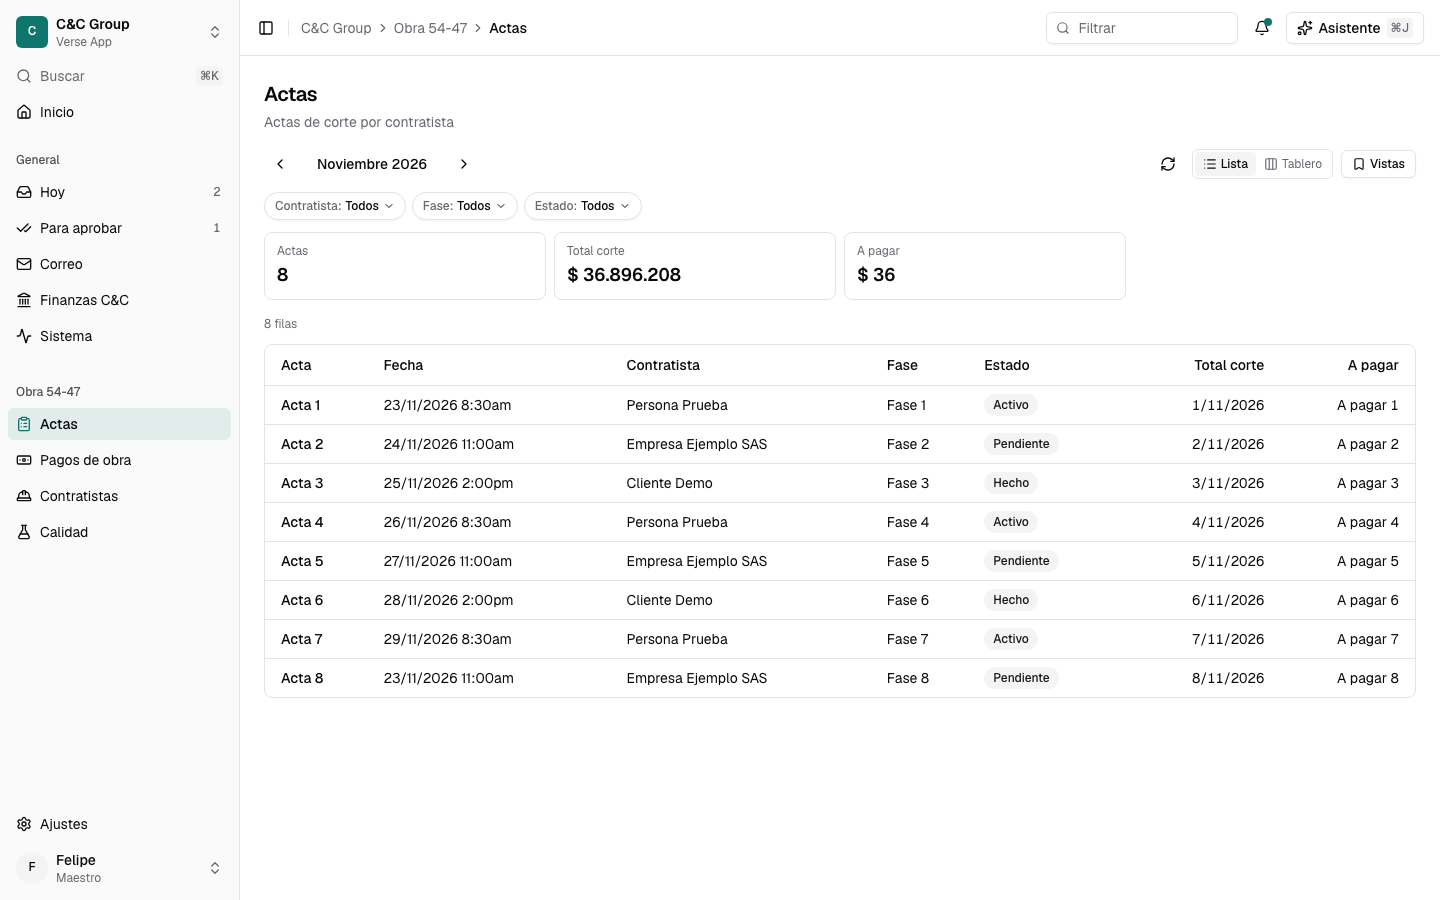 C
C&C Group
Verse App
Buscar ⌘K
Inicio
General
Hoy 2
Para aprobar 1
Correo
Finanzas C&C
Sistema
Obra 54-47
Actas
Pagos de obra
Contratistas
Calidad
Ajustes
F
Felipe
Maestro
C&C Group > Obra 54-47 > Actas
Filtrar
Asistente ⌘J
Actas
Actas de corte por contratista
Noviembre 2026
Lista Tablero Vistas
Contratista: Todos Fase: Todos Estado: Todos
Actas Total corte A pagar
8 $ 36.896.208 $ 36
8 filas
Acta Fecha Contratista Fase Estado Total corte A pagar
Acta 1 23/11/2026 8:30am Persona Prueba Fase 1 Activo 1/11/2026 A pagar 1
Acta 2 24/11/2026 11:00am Empresa Ejemplo SAS Fase 2 Pendiente 2/11/2026 A pagar 2
Acta 3 25/11/2026 2:00pm Cliente Demo Fase 3 Hecho 3/11/2026 A pagar 3
Acta 4 26/11/2026 8:30am Persona Prueba Fase 4 Activo 4/11/2026 A pagar 4
Acta 5 27/11/2026 11:00am Empresa Ejemplo SAS Fase 5 Pendiente 5/11/2026 A pagar 5
Acta 6 28/11/2026 2:00pm Cliente Demo Fase 6 Hecho 6/11/2026 A pagar 6
Acta 7 29/11/2026 8:30am Persona Prueba Fase 7 Activo 7/11/2026 A pagar 7
Acta 8 23/11/2026 11:00am Empresa Ejemplo SAS Fase 8 Pendiente 8/11/2026 A pagar 8